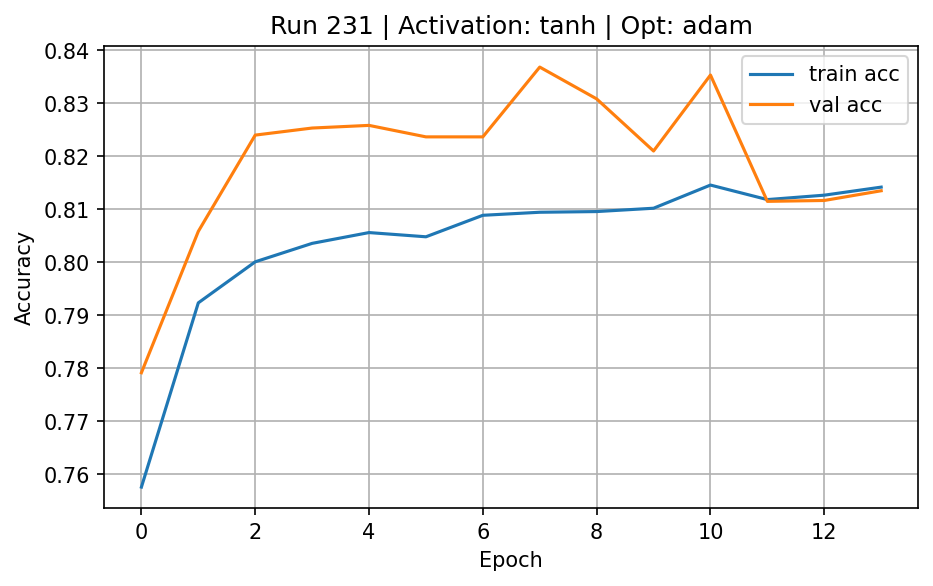 Run 231 | Activation: tanh | Opt: adam
0.84
0.83
0.82
0.81
0.80
0.79
0.78
0.77
0.76
Accuracy
train acc
val acc
0 2 4 6 8 10 12
Epoch